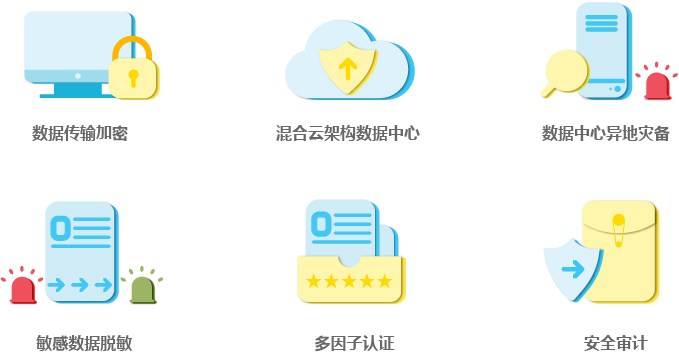 数据传输加密
混合云架构数据中心
数据中心异地灾备
敏感数据脱敏
多因子认证
安全审计